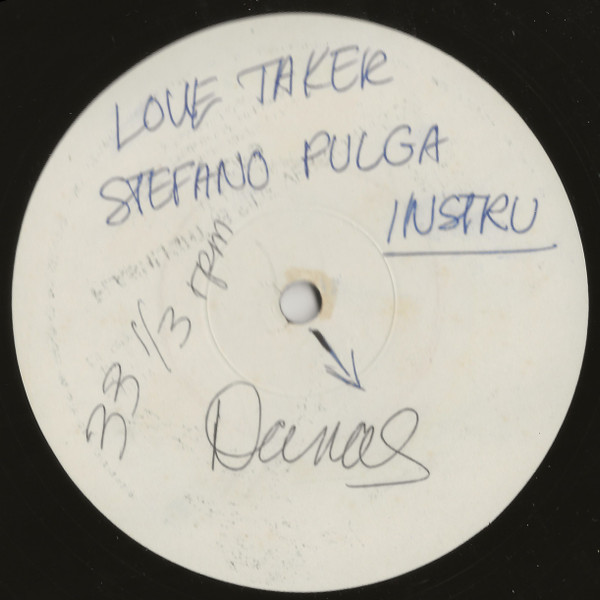 LOVE TAKER
STEFANO PULGA
INSTRU
33 1/3 rpm